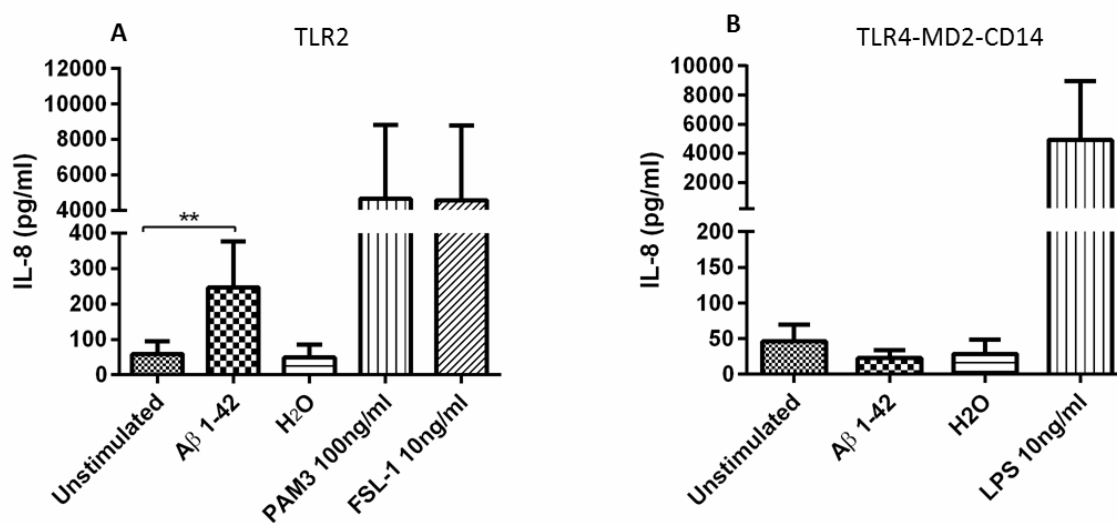 A
TLR2
IL-8 (pg/ml)
12000
10000
8000
6000
4000
400
300
200
100
0
**
Unstimulated
Aβ 1-42
H2O
PAM3 100ng/ml
FSL-1 10ng/ml
B
TLR4-MD2-CD14
IL-8 (pg/ml)
10000
8000
6000
4000
2000
200
150
100
50
0
Unstimulated
Aβ 1-42
H2O
LPS 10ng/ml